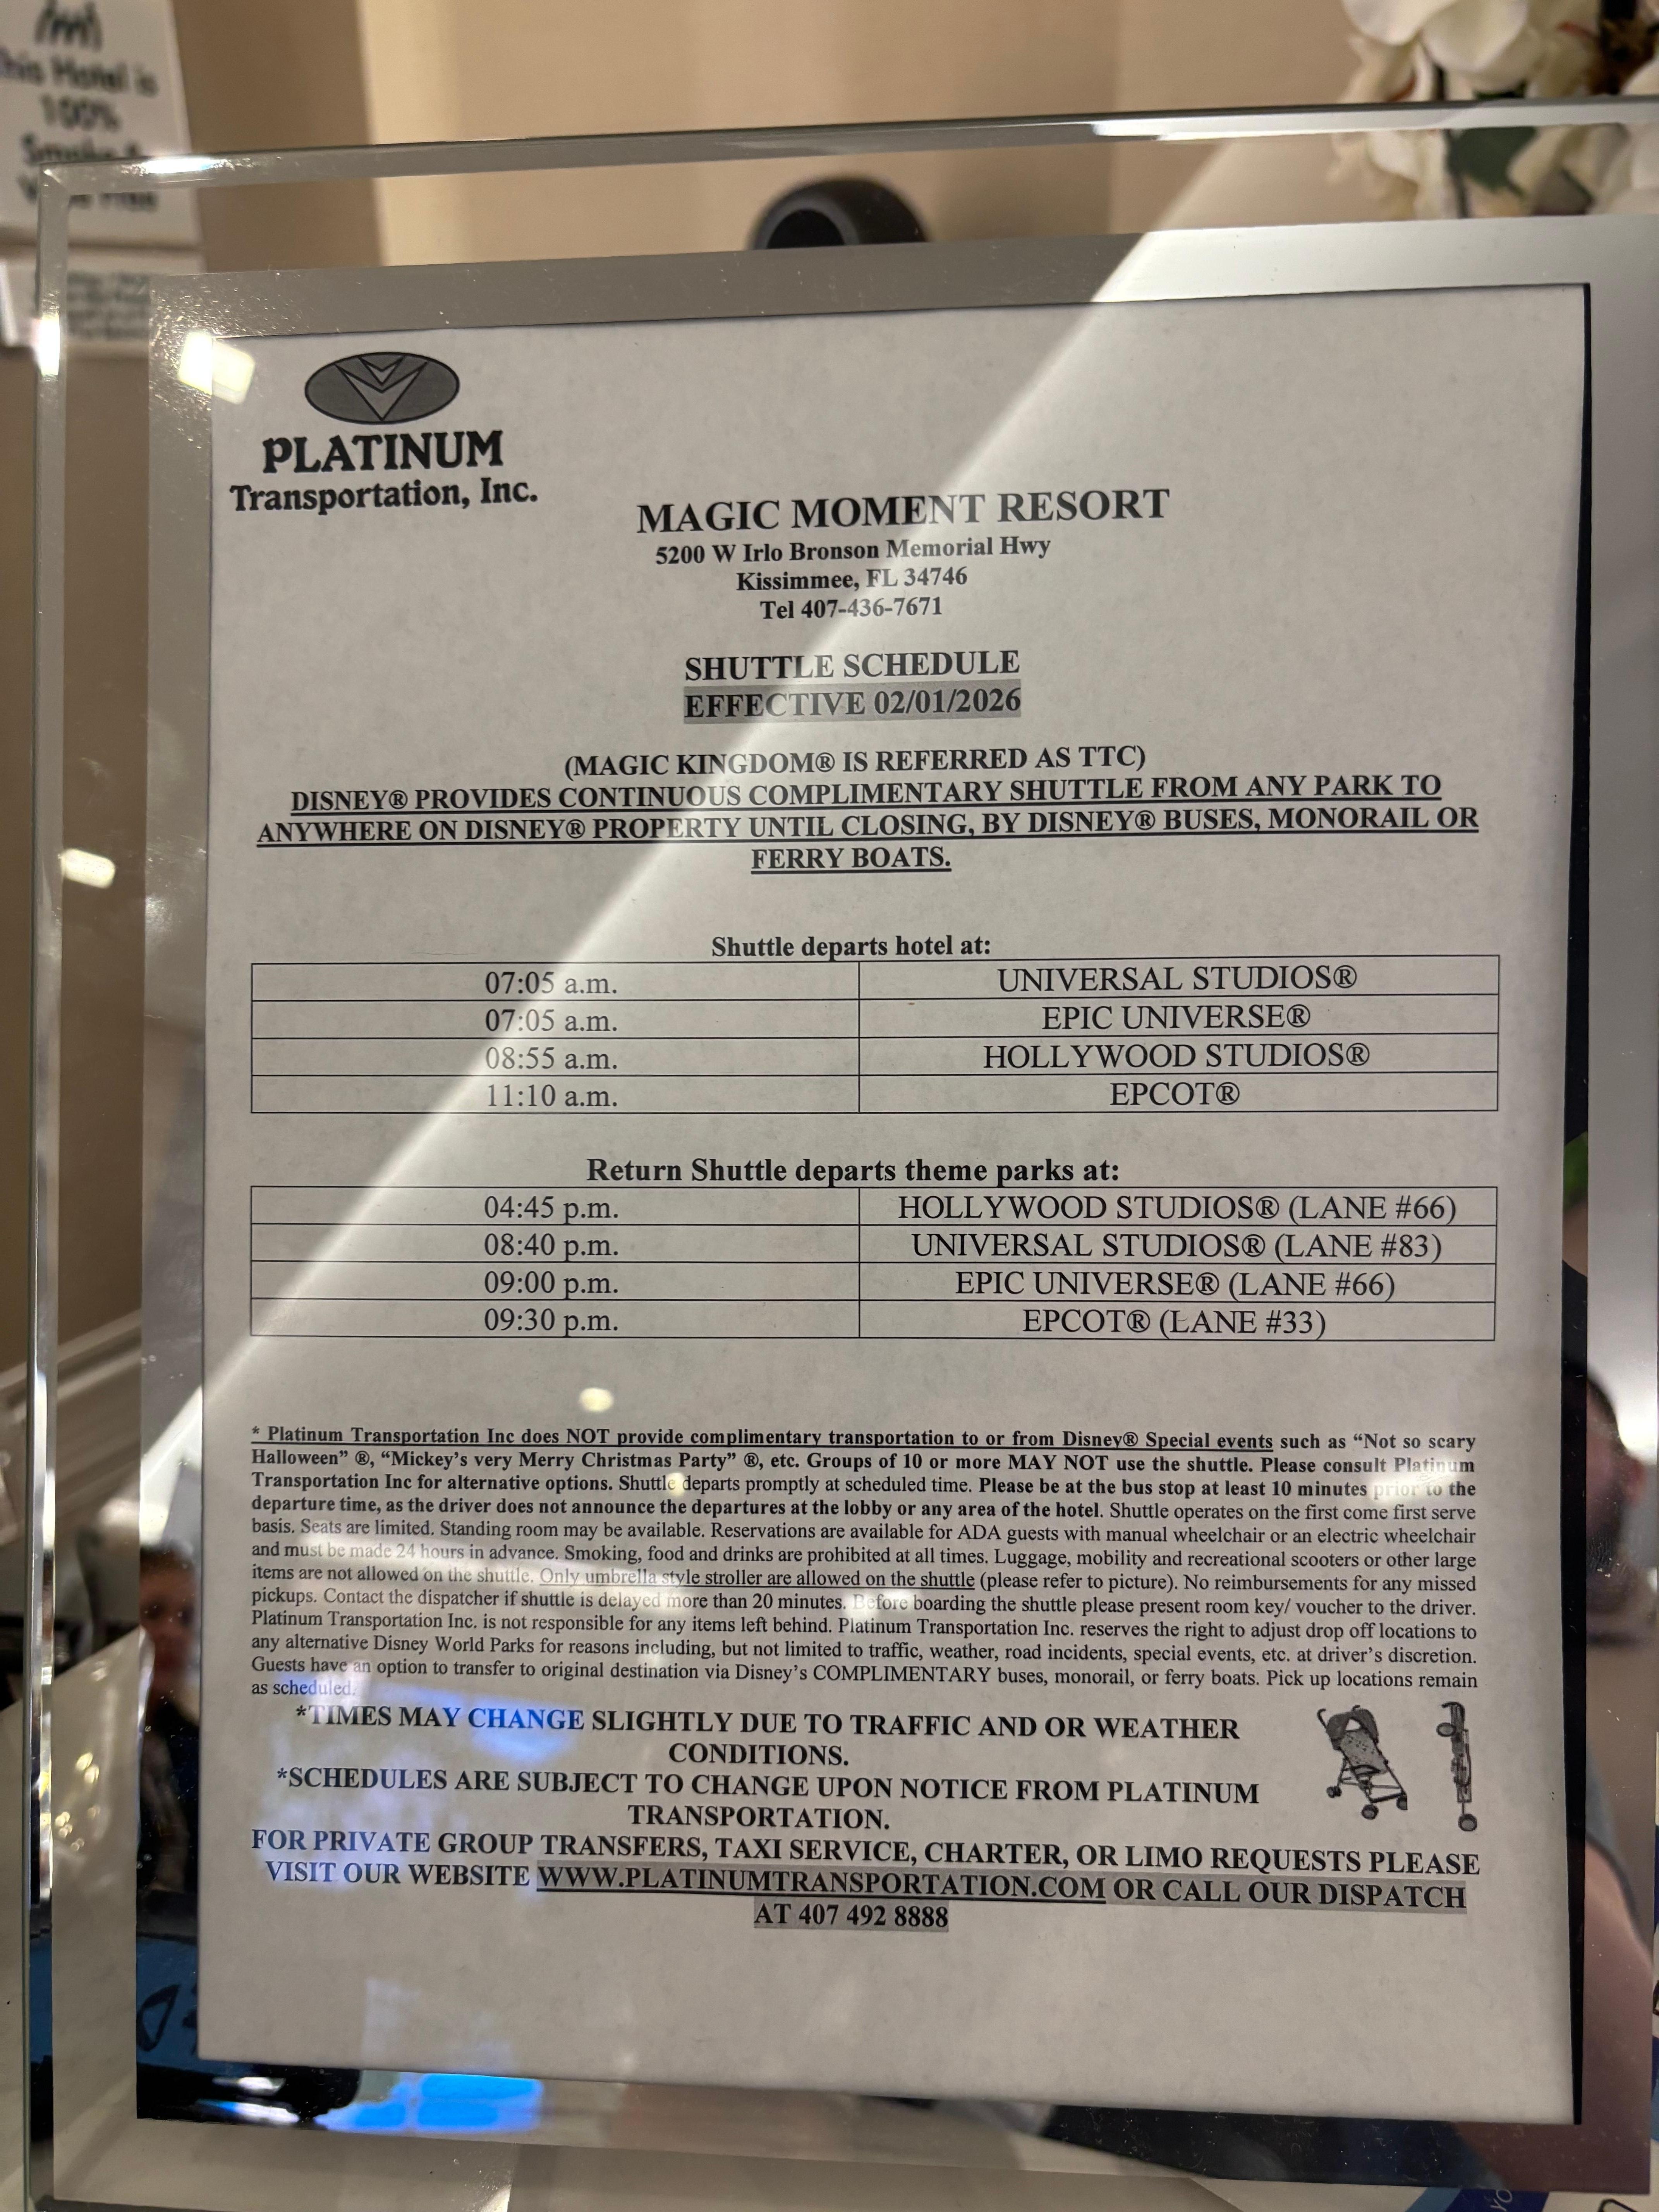 This Hotel is
100%
PLATINUM
Transportation, Inc.
MAGIC MOMENT RESORT
5200 W Irlo Bronson Memorial Hwy
Kissimmee, FL 34746
Tel 407-436-7671
SHUTTLE SCHEDULE
EFFECTIVE 02/01/2026
(MAGIC KINGDOM® IS REFERRED AS TTC)
DISNEY® PROVIDES CONTINUOUS COMPLIMENTARY SHUTTLE FROM ANY PARK TO
ANYWHERE ON DISNEY® PROPERTY UNTIL CLOSING, BY DISNEY® BUSES, MONORAIL OR
FERRY BOATS.
Shuttle departs hotel at:
07:05 a.m. UNIVERSAL STUDIOS®
07:05 a.m. EPIC UNIVERSE®
08:55 a.m. HOLLYWOOD STUDIOS®
11:10 a.m. EPCOT®
Return Shuttle departs theme parks at:
04:45 p.m. HOLLYWOOD STUDIOS® (LANE #66)
08:40 p.m. UNIVERSAL STUDIOS® (LANE #83)
09:00 p.m. EPIC UNIVERSE® (LANE #66)
09:30 p.m. EPCOT® (LANE #33)
* Platinum Transportation Inc does NOT provide complimentary transportation to or from Disney® Special events such as “Not so scary
Halloween” ®, “Mickey's very Merry Christmas Party” ®, etc. Groups of 10 or more MAY NOT use the shuttle. Please consult Platinum
Transportation Inc for alternative options. Shuttle departs promptly at scheduled time. Please be at the bus stop at least 10 minutes prior to the
departure time, as the driver does not announce the departures at the lobby or any area of the hotel. Shuttle operates on the first come first serve
basis. Seats are limited. Standing room may be available. Reservations are available for ADA guests with manual wheelchair or an electric wheelchair
and must be made 24 hours in advance. Smoking, food and drinks are prohibited at all times. Luggage, mobility and recreational scooters or other large
items are not allowed on the shuttle. Only umbrella style stroller are allowed on the shuttle (please refer to picture). No reimbursements for any missed
pickups. Contact the dispatcher if shuttle is delayed more than 20 minutes. Before boarding the shuttle please present room key/ voucher to the driver.
Platinum Transportation Inc. is not responsible for any items left behind. Platinum Transportation Inc. reserves the right to adjust drop off locations to
any alternative Disney World Parks for reasons including, but not limited to traffic, weather, road incidents, special events, etc. at driver's discretion.
Guests have an option to transfer to original destination via Disney's COMPLIMENTARY buses, monorail, or ferry boats. Pick up locations remain
as scheduled.
*TIMES MAY CHANGE SLIGHTLY DUE TO TRAFFIC AND OR WEATHER
CONDITIONS.
*SCHEDULES ARE SUBJECT TO CHANGE UPON NOTICE FROM PLATINUM
TRANSPORTATION.
FOR PRIVATE GROUP TRANSFERS, TAXI SERVICE, CHARTER, OR LIMO REQUESTS PLEASE
VISIT OUR WEBSITE WWW.PLATINUMTRANSPORTATION.COM OR CALL OUR DISPATCH
AT 407 492 8888